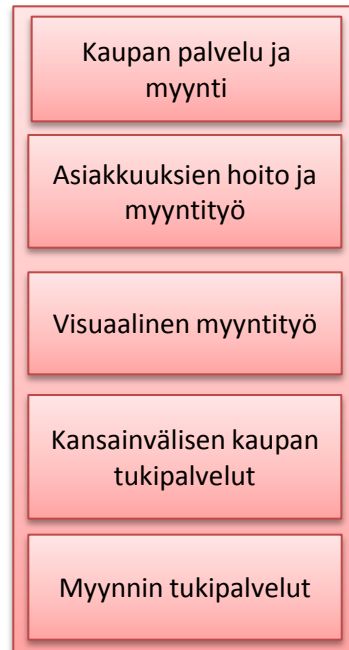 Kaupan palvelu ja
myynti
Asiakkuuksien hoito ja
myyntityö
Visuaalinen myyntityö
Kansainvälisen kaupan
tukipalvelut
Myynnin tukipalvelut